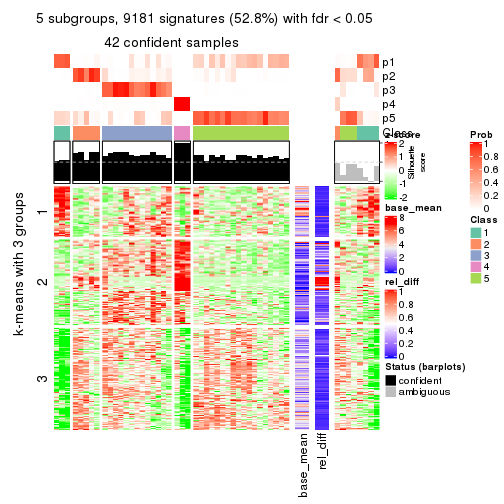 5 subgroups, 9181 signatures (52.8%) with fdr < 0.05
42 confident samples
p1
p2
p3
p4
p5
Class
k-means with 3 groups
1
2
3
Silhouette
score
z-score
2
1
0
-1
-2
base_mean
8
6
4
2
0
rel_diff
1
0.8
0.6
0.4
0.2
0
Status (barplots)
confident
ambiguous
Prob
1
0.8
0.6
0.4
0.2
0
Class
1
2
3
4
5
base_mean
rel_diff